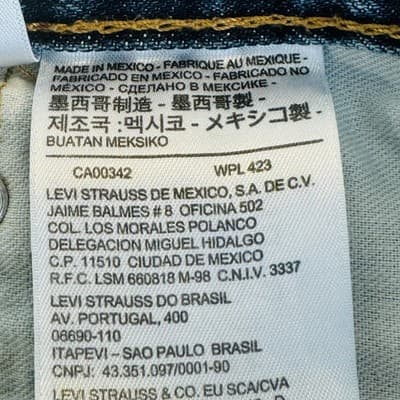 MADE IN MEXICO - FABRIQUE AU MEXIQUE -
FABRICADO EN MEXICO - FABRICADO NO
MÉXICO - СДЕЛАНО В МЕКСИКЕ -
墨西哥制造 - 墨西哥製 -
제조국 :멕시코 - メキシコ製 -
BUATAN MEKSIKO
CA00342 WPL 423
LEVI STRAUSS DE MEXICO, S.A. DE C.V.
JAIME BALMES # 8 OFICINA 502
COL. LOS MORALES POLANCO
DELEGACION MIGUEL HIDALGO
C.P. 11510 CIUDAD DE MEXICO
R.F.C. LSM 660818 M-98 C.N.I.V. 3337
LEVI STRAUSS DO BRASIL
AV. PORTUGAL, 400
06690-110
ITAPEVI – SAO PAULO BRASIL
CNPJ: 43.351.097/0001-90
LEVI STRAUSS & CO. EU SCA/CVA